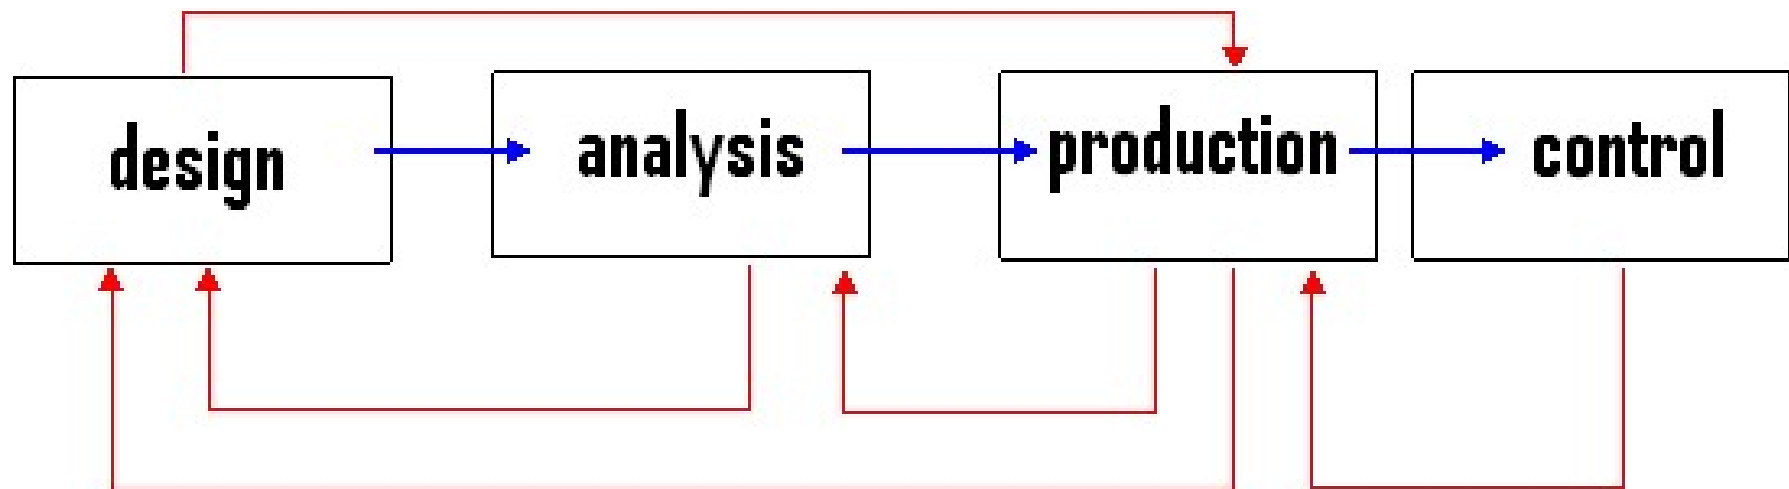 design
analysis
production
control